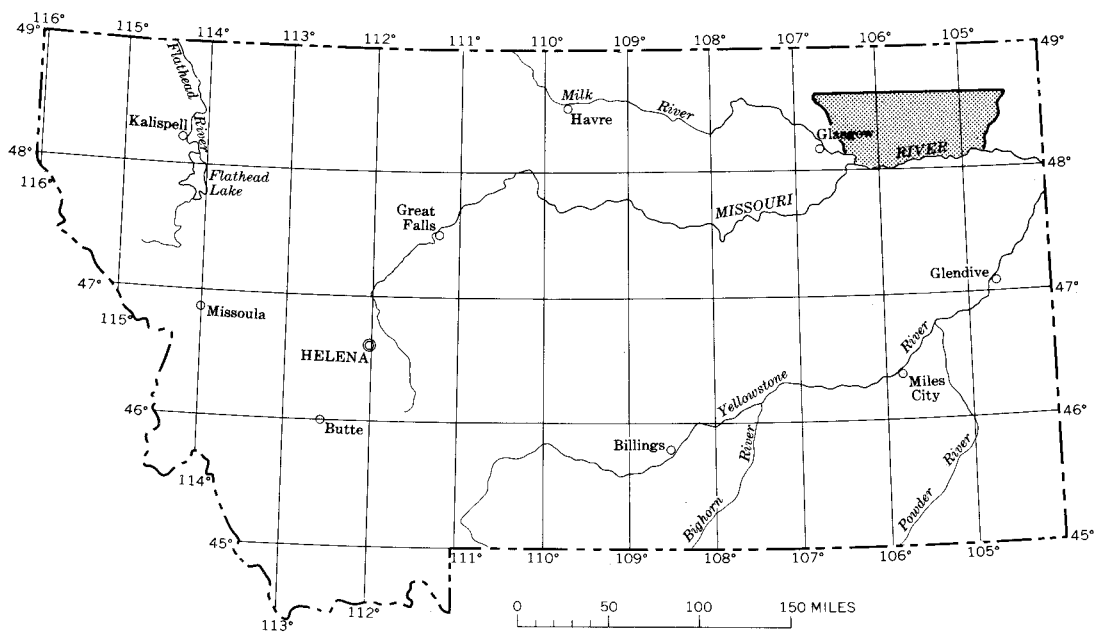 116°
49°
115°
114°
113°
112°
111°
110°
109°
108°
107°
106°
105°
49°
Flathead
River
Kalispell
Milk
River
Havre
Glasgow
RIVER
48°
116°
48°
Flathead
Lake
Great
Falls
MISSOURI
Glendive
47°
47°
115°
Missoula
HELENA
River
Miles
City
Yellowstone
46°
46°
Butte
Billings
River
River
114°
Bighorn
Powder
45°
45°
111°
110°
109°
108°
107°
106°
105°
112°
113°
0
50
100
150 MILES